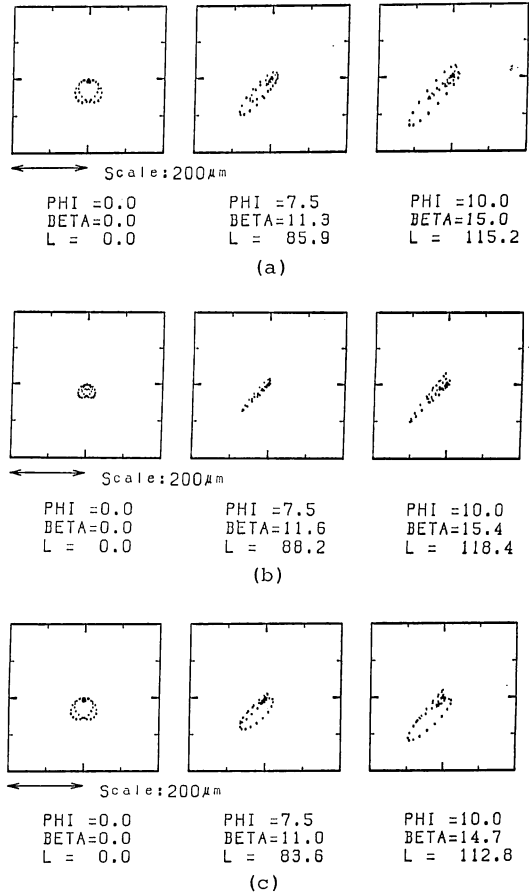 Scale:200μm
PHI =0.0 PHI =7.5 PHI =10.0
BETA=0.0 BETA=11.3 BETA=15.0
L = 0.0 L = 85.9 L = 115.2
(a)
Scale:200μm
PHI =0.0 PHI =7.5 PHI =10.0
BETA=0.0 BETA=11.6 BETA=15.4
L = 0.0 L = 88.2 L = 118.4
(b)
Scale:200μm
PHI =0.0 PHI =7.5 PHI =10.0
BETA=0.0 BETA=11.0 BETA=14.7
L = 0.0 L = 83.6 L = 112.8
(c)